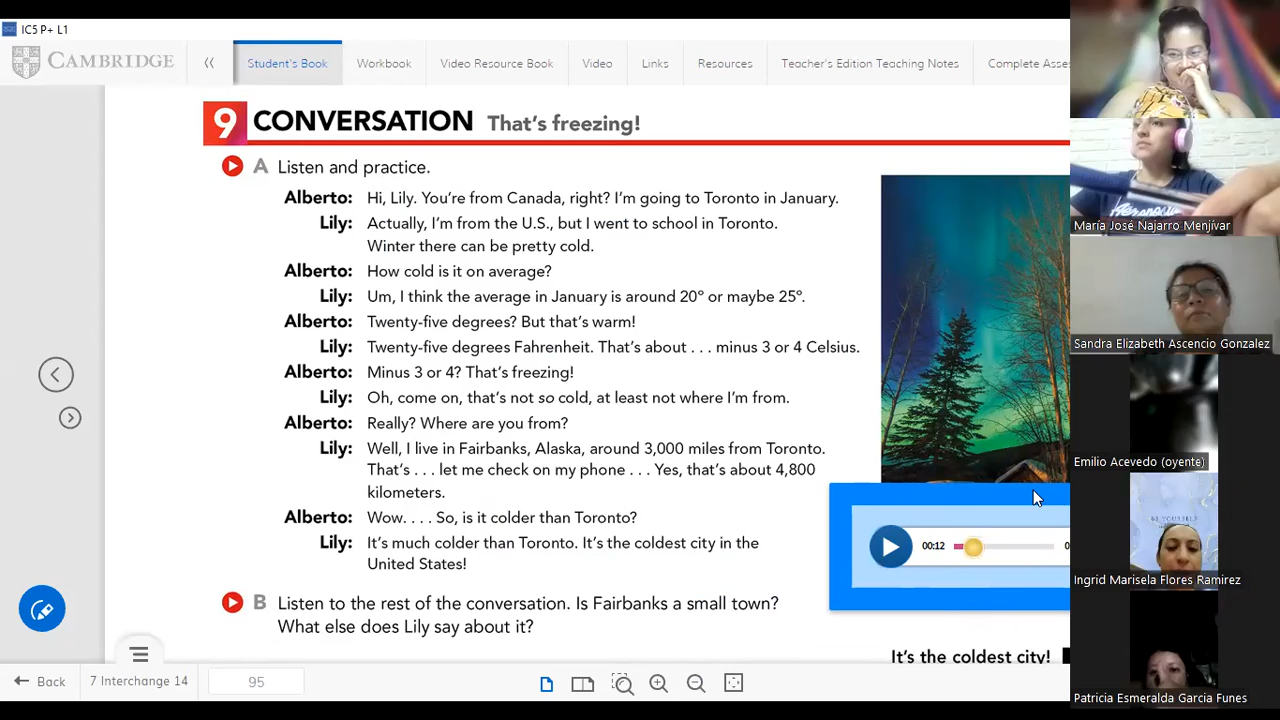 IC5 P+ L1
CAMBRIDGE
Student's Book
Workbook
Video Resource Book
Video
Links
Resources
Teacher's Edition Teaching Notes
Complete Asse
9 CONVERSATION That's freezing!
A Listen and practice.
Alberto: Hi, Lily. You're from Canada, right? I'm going to Toronto in January.
Lily: Actually, I'm from the U.S., but I went to school in Toronto.
Winter there can be pretty cold.
Alberto: How cold is it on average?
Lily: Um, I think the average in January is around 20º or maybe 25º.
Alberto: Twenty-five degrees? But that's warm!
Lily: Twenty-five degrees Fahrenheit. That's about . . . minus 3 or 4 Celsius.
Alberto: Minus 3 or 4? That's freezing!
Lily: Oh, come on, that's not so cold, at least not where I'm from.
Alberto: Really? Where are you from?
Lily: Well, I live in Fairbanks, Alaska, around 3,000 miles from Toronto.
That's . . . let me check on my phone . . . Yes, that's about 4,800
kilometers.
Alberto: Wow. . . . So, is it colder than Toronto?
Lily: It's much colder than Toronto. It's the coldest city in the
United States!
00:12
0
B Listen to the rest of the conversation. Is Fairbanks a small town?
What else does Lily say about it?
It's the coldest city!
Back
7 Interchange 14
95
María José Najarro Menjívar
Sandra Elizabeth Ascencio Gonzalez
Emilio Acevedo (oyente)
BE YOURSELF
Ingrid Marisela Flores Ramirez
Patricia Esmeralda Garcia Funes